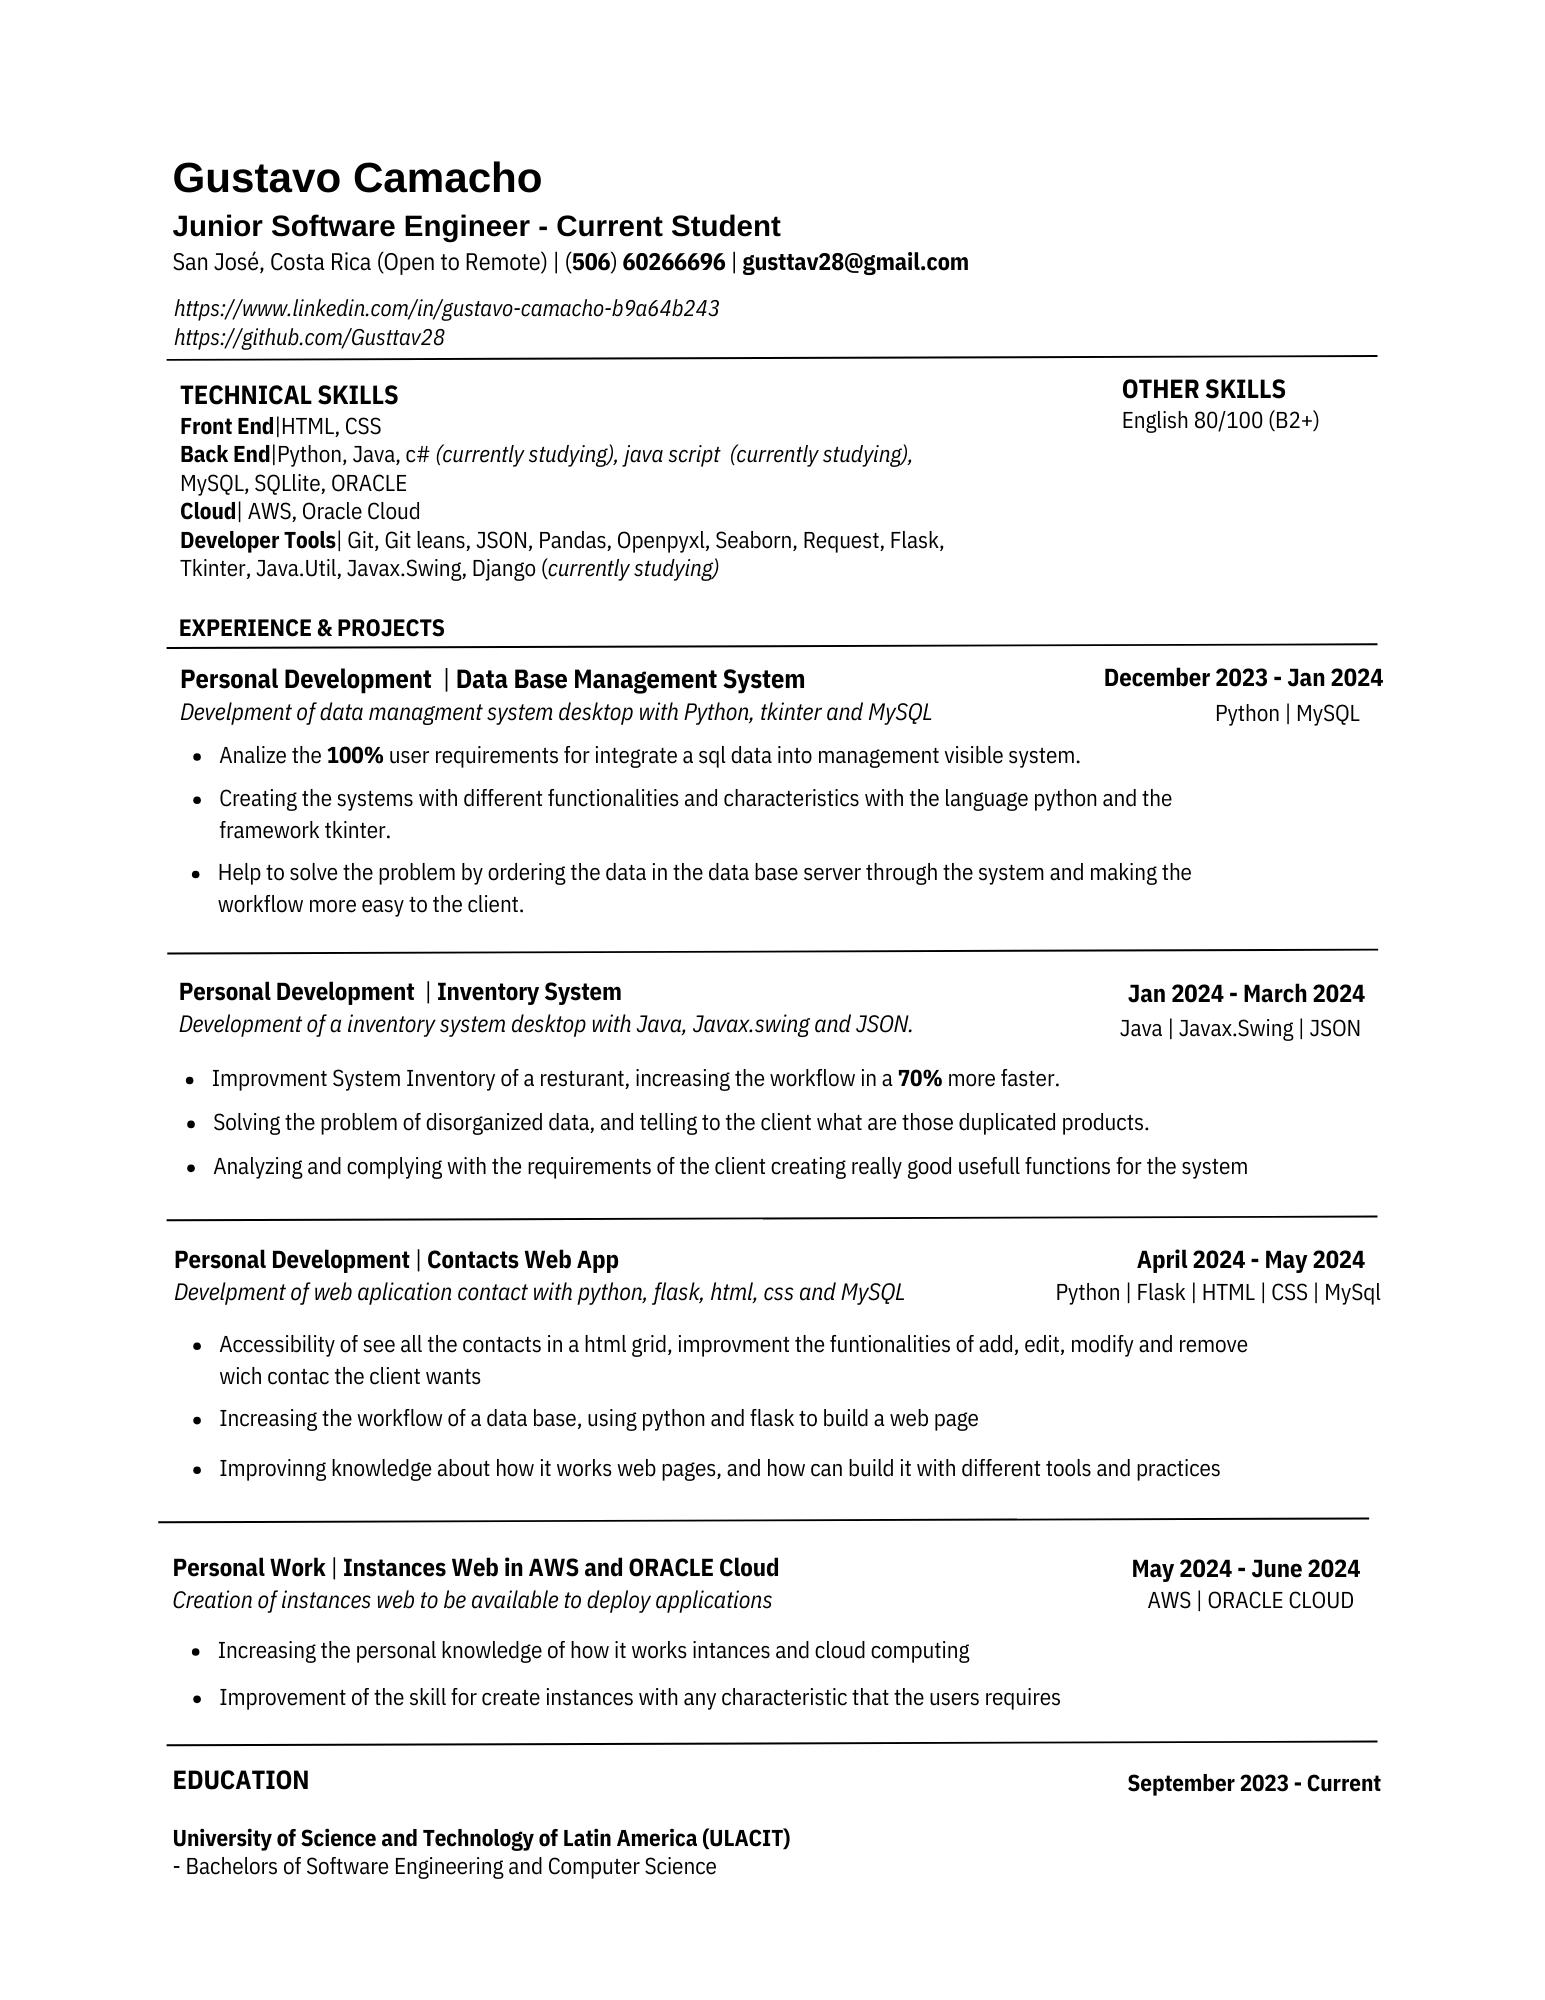 Gustavo Camacho
Junior Software Engineer - Current Student
San José, Costa Rica (Open to Remote) | (506) 60266696 | gusttav28@gmail.com
https://www.linkedin.com/in/gustavo-camacho-b9a64b243
https://github.com/Gusttav28
TECHNICAL SKILLS
Front End|HTML, CSS
Back End|Python, Java, c# (currently studying), java script (currently studying),
MySQL, SQLlite, ORACLE
Cloud| AWS, Oracle Cloud
Developer Tools| Git, Git leans, JSON, Pandas, Openpyxl, Seaborn, Request, Flask,
Tkinter, Java.Util, Javax.Swing, Django (currently studying)
OTHER SKILLS
English 80/100 (B2+)
EXPERIENCE & PROJECTS
Personal Development | Data Base Management System
December 2023 - Jan 2024
Develpment of data managment system desktop with Python, tkinter and MySQL
Python | MySQL
• Analize the 100% user requirements for integrate a sql data into management visible system.
• Creating the systems with different functionalities and characteristics with the language python and the
framework tkinter.
• Help to solve the problem by ordering the data in the data base server through the system and making the
workflow more easy to the client.
Personal Development | Inventory System
Jan 2024 - March 2024
Development of a inventory system desktop with Java, Javax.swing and JSON.
Java | Javax.Swing | JSON
• Improvment System Inventory of a resturant, increasing the workflow in a 70% more faster.
• Solving the problem of disorganized data, and telling to the client what are those duplicated products.
• Analyzing and complying with the requirements of the client creating really good usefull functions for the system
Personal Development | Contacts Web App
April 2024 - May 2024
Develpment of web aplication contact with python, flask, html, css and MySQL
Python | Flask | HTML | CSS | MySql
• Accessibility of see all the contacts in a html grid, improvment the funtionalities of add, edit, modify and remove
wich contac the client wants
• Increasing the workflow of a data base, using python and flask to build a web page
• Improvinng knowledge about how it works web pages, and how can build it with different tools and practices
Personal Work | Instances Web in AWS and ORACLE Cloud
May 2024 - June 2024
Creation of instances web to be available to deploy applications
AWS | ORACLE CLOUD
• Increasing the personal knowledge of how it works intances and cloud computing
• Improvement of the skill for create instances with any characteristic that the users requires
EDUCATION
September 2023 - Current
University of Science and Technology of Latin America (ULACIT)
- Bachelors of Software Engineering and Computer Science